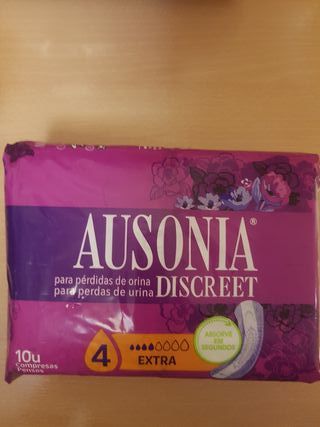 AUSONIA®
para pérdidas de orina
para perdas de urina
DISCREET
10u
Compresas
Pensos
4
EXTRA
ABSORVE
EM
SEGUNDOS